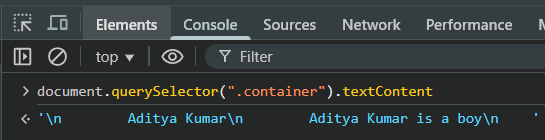 Elements Console Sources Network Performance
top Filter
document.querySelector(".container").textContent
'\n        Aditya Kumar\n        Aditya Kumar is a boy\n    '